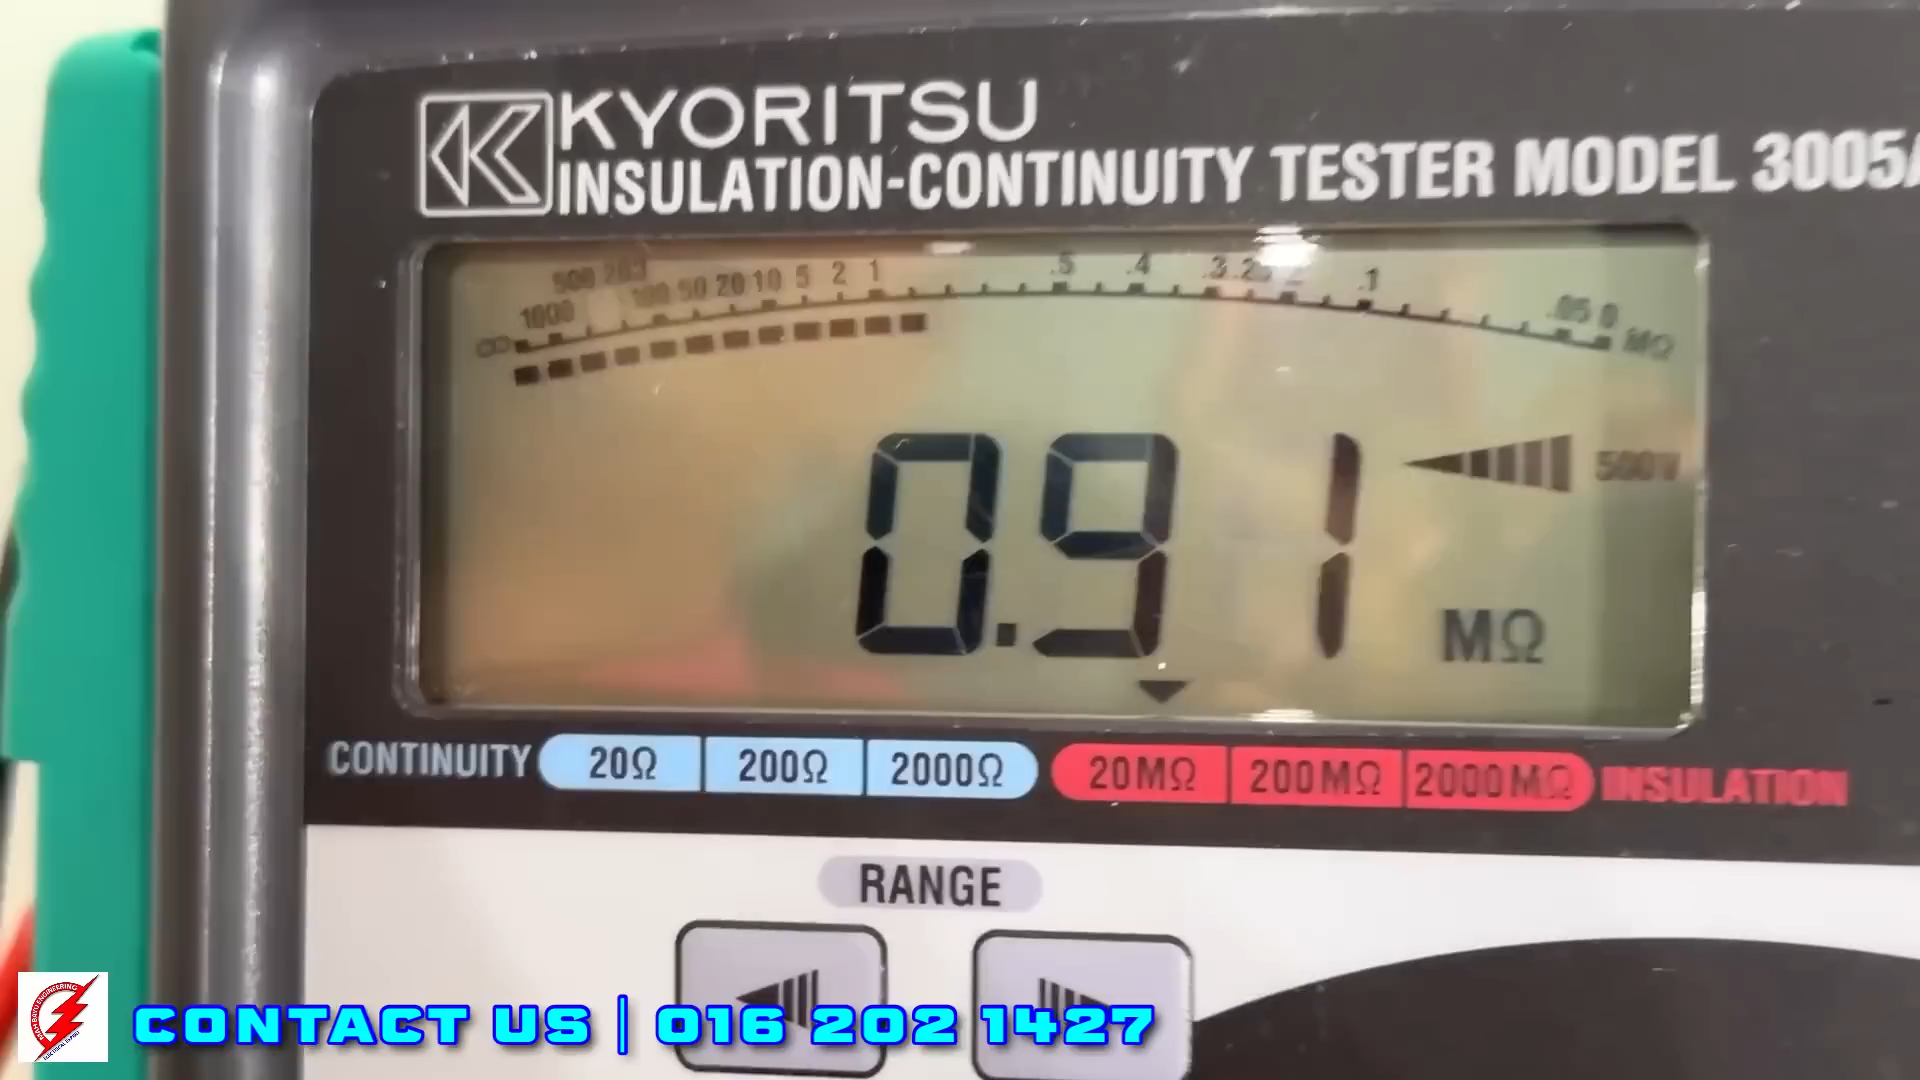 KYORITSU
INSULATION-CONTINUITY TESTER MODEL 3005A
500 200
1000 100 50 20 10 5 2 1 .5 .4 .3 .1 .05 0
∞ MΩ
0.91 MΩ
500V
CONTINUITY 20Ω 200Ω 2000Ω 20MΩ 200MΩ 2000MΩ INSULATION
RANGE
CONTACT US | 016 202 1427